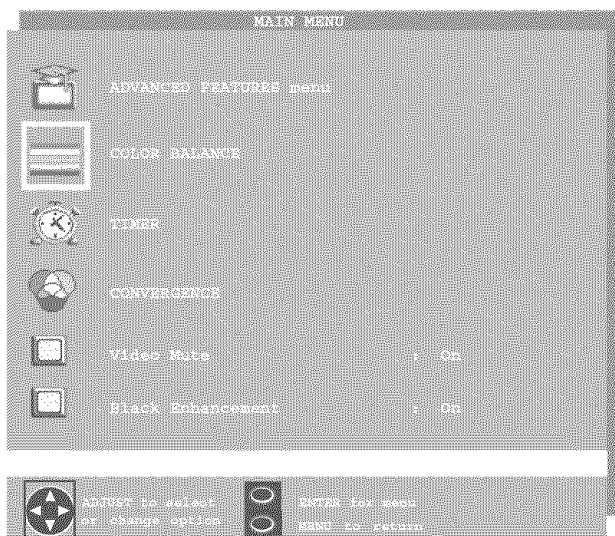 MAIN MENU
ADVANCED FEATURES menu
COLOR BALANCE
TIMER
CONVERGENCE
Video Mute : On
Black Enhancement : On
ADJUST to select
or change option
ENTER for menu
MENU to return